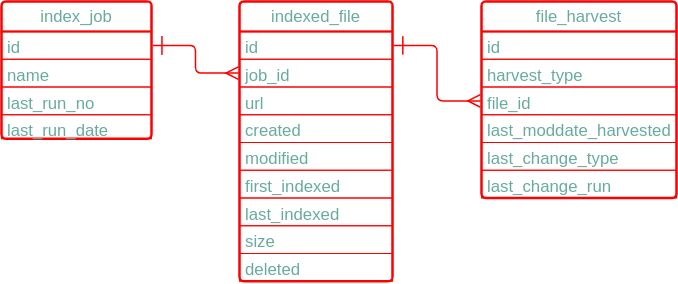 index_job
id
name
last_run_no
last_run_date
indexed_file
id
job_id
url
created
modified
first_indexed
last_indexed
size
deleted
file_harvest
id
harvest_type
file_id
last_moddate_harvested
last_change_type
last_change_run